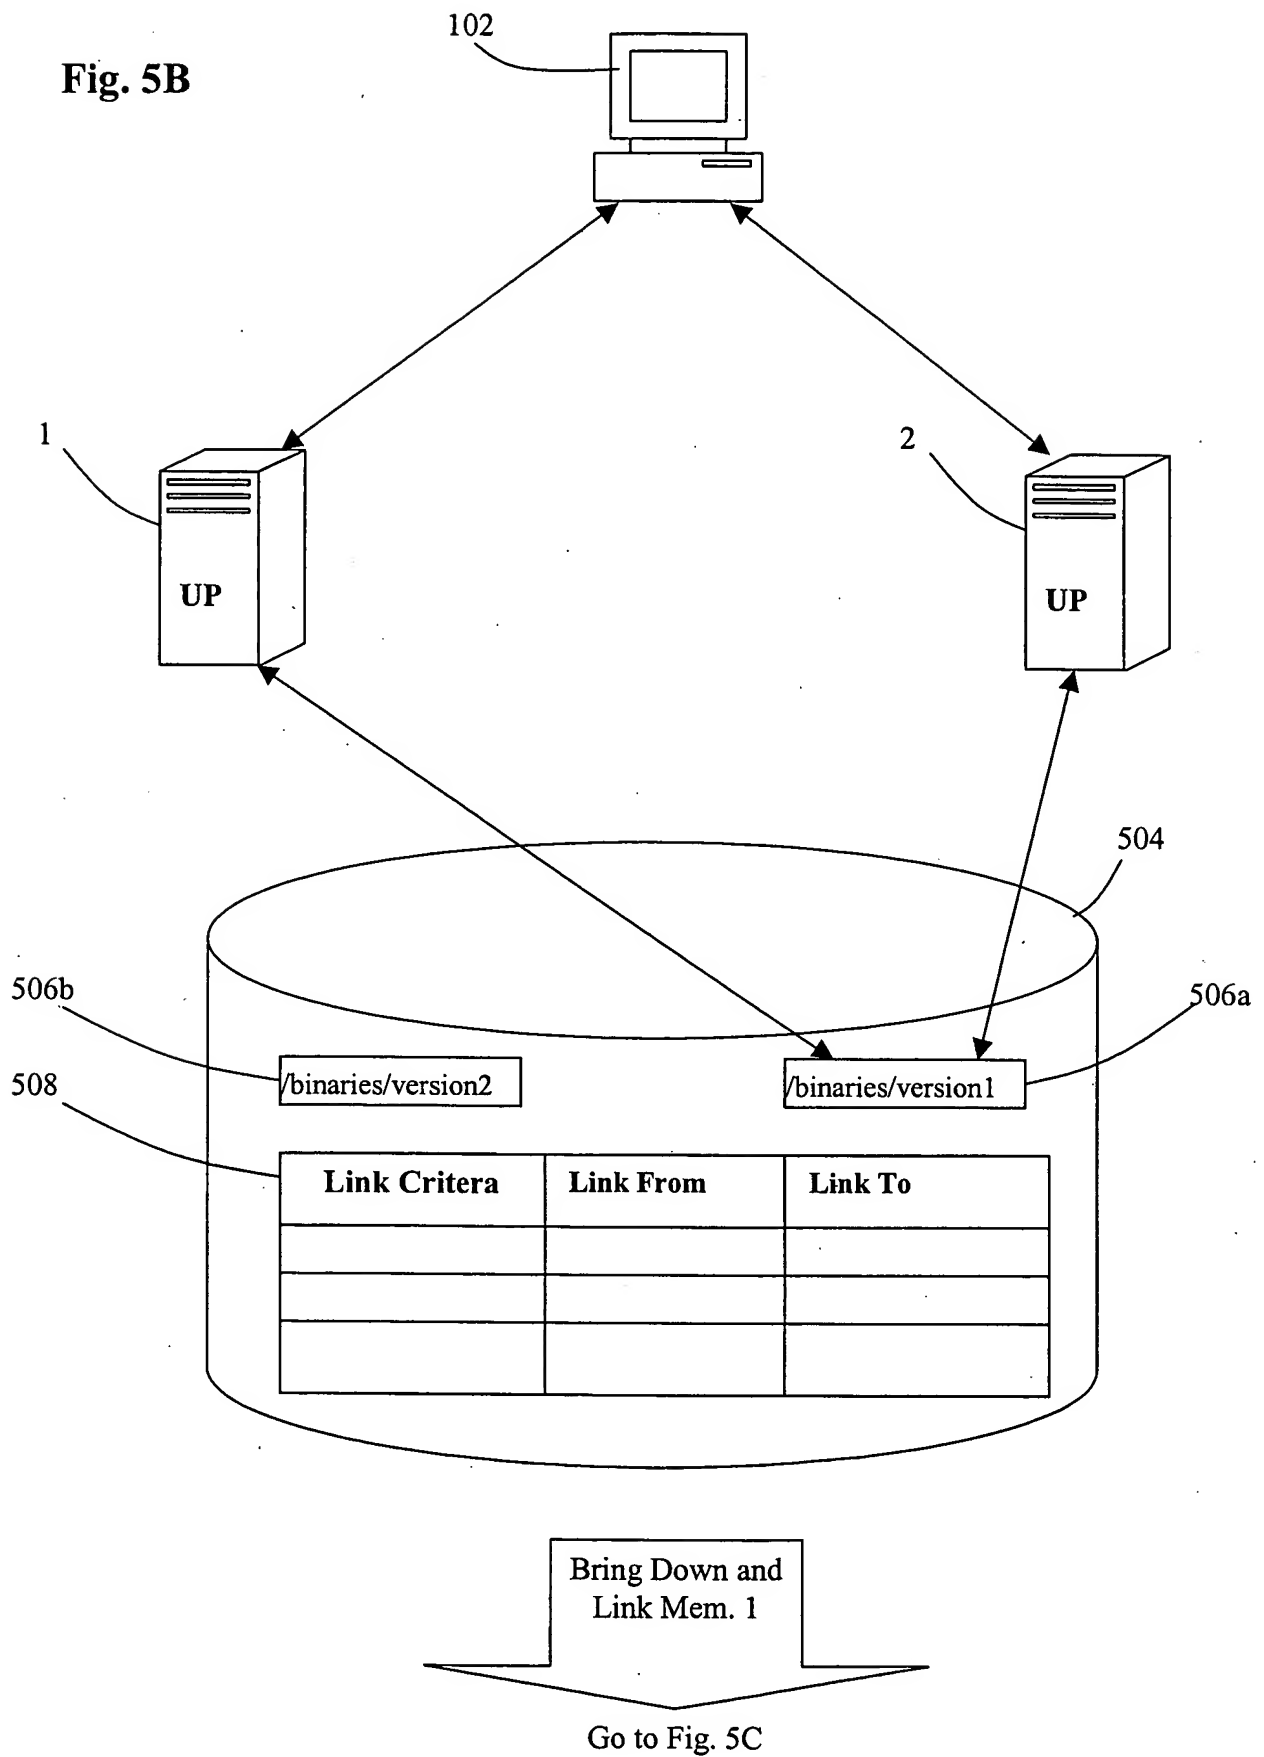 102
Fig. 5B
1
2
UP
UP
504
506b
506a
/binaries/version2
/binaries/version1
508
Link Critera Link From Link To
Bring Down and
Link Mem. 1
Go to Fig. 5C